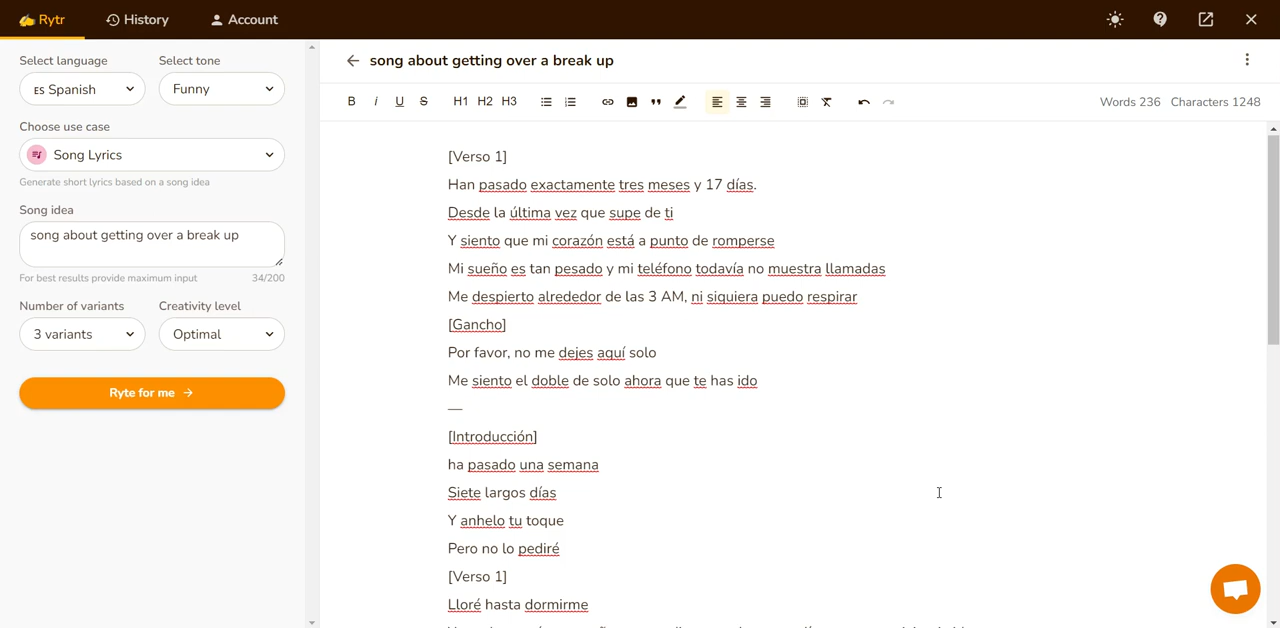 Rytr History Account
Select language Select tone
ES Spanish Funny
Choose use case
Song Lyrics
Generate short lyrics based on a song idea
Song idea
song about getting over a break up
For best results provide maximum input 34/200
Number of variants Creativity level
3 variants Optimal
Ryte for me →
song about getting over a break up
B i U S H1 H2 H3
Words 236 Characters 1248
[Verso 1]
Han pasado exactamente tres meses y 17 días.
Desde la última vez que supe de ti
Y siento que mi corazón está a punto de romperse
Mi sueño es tan pesado y mi teléfono todavía no muestra llamadas
Me despierto alrededor de las 3 AM, ni siquiera puedo respirar
[Gancho]
Por favor, no me dejes aquí solo
Me siento el doble de solo ahora que te has ido
—
[Introducción]
ha pasado una semana
Siete largos días
Y anhelo tu toque
Pero no lo pediré
[Verso 1]
Lloré hasta dormirme